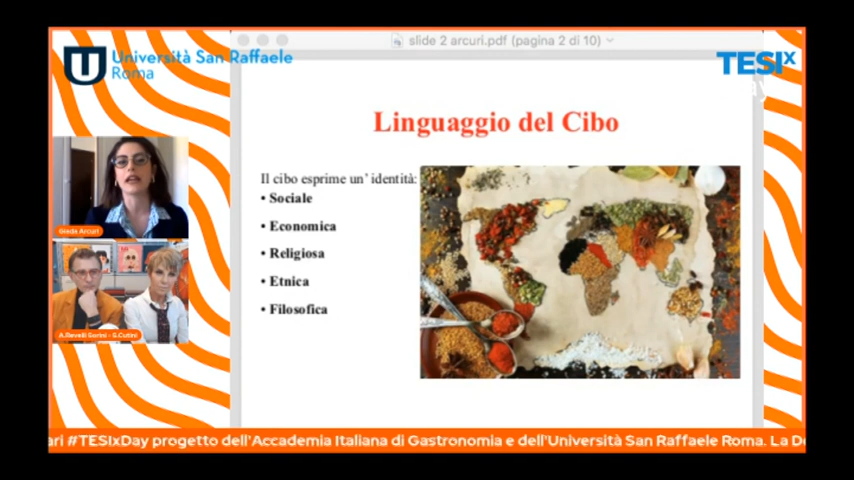 slide 2 arcuri.pdf (pagina 2 di 10)
Università San Raffaele
Roma
TESIx
Linguaggio del Cibo
Il cibo esprime un' identità:
• Sociale
• Economica
• Religiosa
• Etnica
• Filosofica
Giada Arcuri
A.Revelli Sorini - S.Cutini
ari #TESIxDay progetto dell'Accademia Italiana di Gastronomia e dell'Università San Raffaele Roma. La De